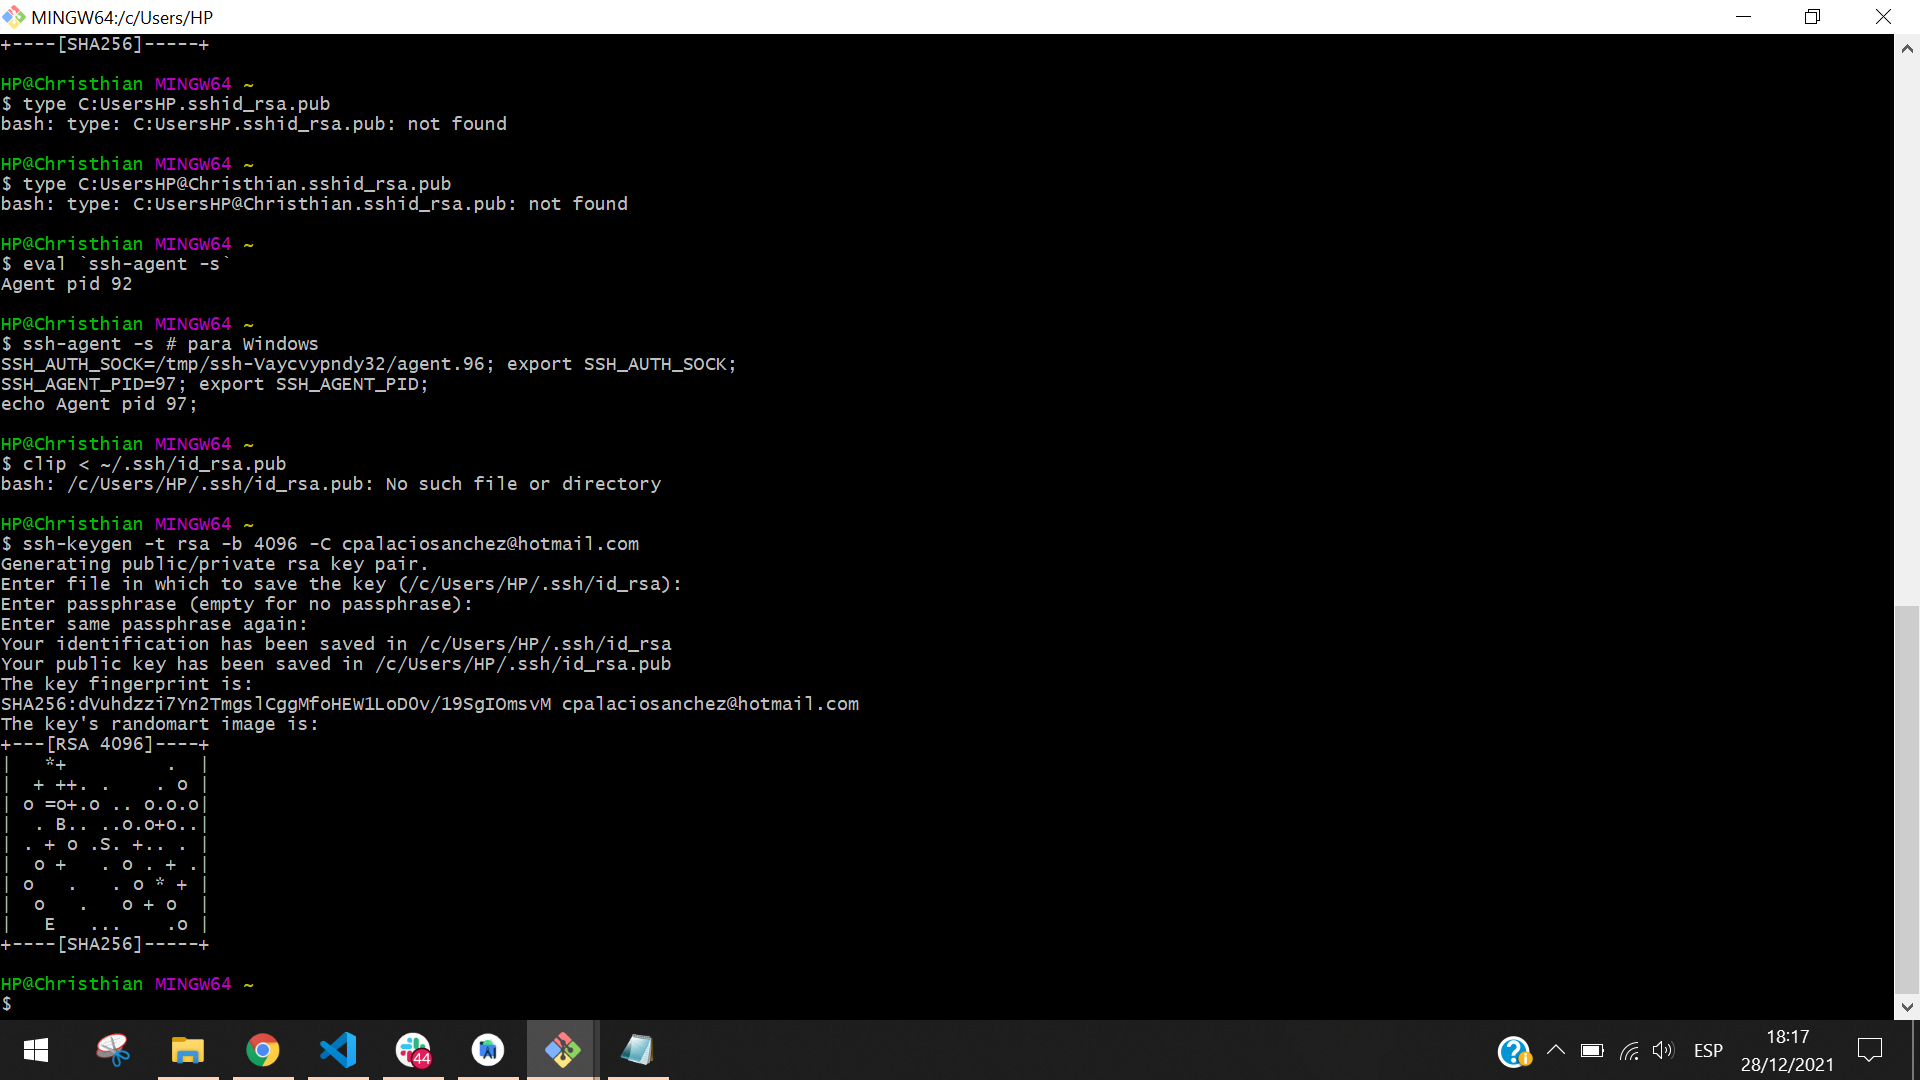 MINGW64:/c/Users/HP
+----[SHA256]-----+
HP@Christhian MINGW64 ~
$ type C:UsersHP.sshid_rsa.pub
bash: type: C:UsersHP.sshid_rsa.pub: not found
HP@Christhian MINGW64 ~
$ type C:UsersHP@Christhian.sshid_rsa.pub
bash: type: C:UsersHP@Christhian.sshid_rsa.pub: not found
HP@Christhian MINGW64 ~
$ eval `ssh-agent -s`
Agent pid 92
HP@Christhian MINGW64 ~
$ ssh-agent -s # para Windows
SSH_AUTH_SOCK=/tmp/ssh-Vaycvypndy32/agent.96; export SSH_AUTH_SOCK;
SSH_AGENT_PID=97; export SSH_AGENT_PID;
echo Agent pid 97;
HP@Christhian MINGW64 ~
$ clip < ~/.ssh/id_rsa.pub
bash: /c/Users/HP/.ssh/id_rsa.pub: No such file or directory
HP@Christhian MINGW64 ~
$ ssh-keygen -t rsa -b 4096 -C cpalaciosanchez@hotmail.com
Generating public/private rsa key pair.
Enter file in which to save the key (/c/Users/HP/.ssh/id_rsa):
Enter passphrase (empty for no passphrase):
Enter same passphrase again:
Your identification has been saved in /c/Users/HP/.ssh/id_rsa
Your public key has been saved in /c/Users/HP/.ssh/id_rsa.pub
The key fingerprint is:
SHA256:dVuhdzzi7Yn2TmgslCggMfoHEW1LoD0v/19SgIOmsvM cpalaciosanchez@hotmail.com
The key's randomart image is:
+---[RSA 4096]----+
|   *+         .  |
|  + ++. .    . o |
| o =o+.o .. o.o.o|
|  . B.. ..o.o+o..|
| . + o .S. +.. . |
|  o +   . o . + .|
| o   .   . o * + |
|  o   .   o + o  |
|   E   ...    .o |
+----[SHA256]-----+
HP@Christhian MINGW64 ~
$
44
ESP
18:17
28/12/2021